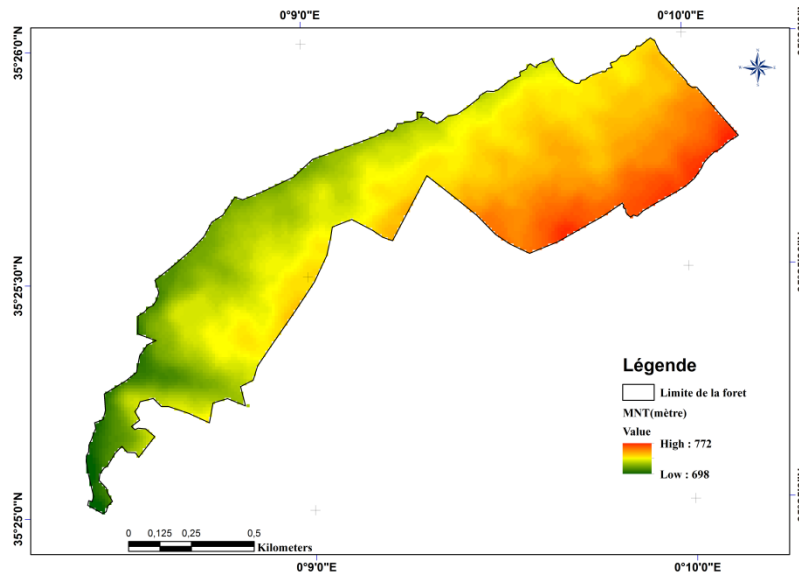 0°9'0"E 0°10'0"E
35°26'0"N
35°25'30"N
35°25'0"N
Légende
Limite de la foret
MNT(mètre)
Value
High : 772
Low : 698
0 0,125 0,25 0,5
Kilometers
0°9'0"E 0°10'0"E